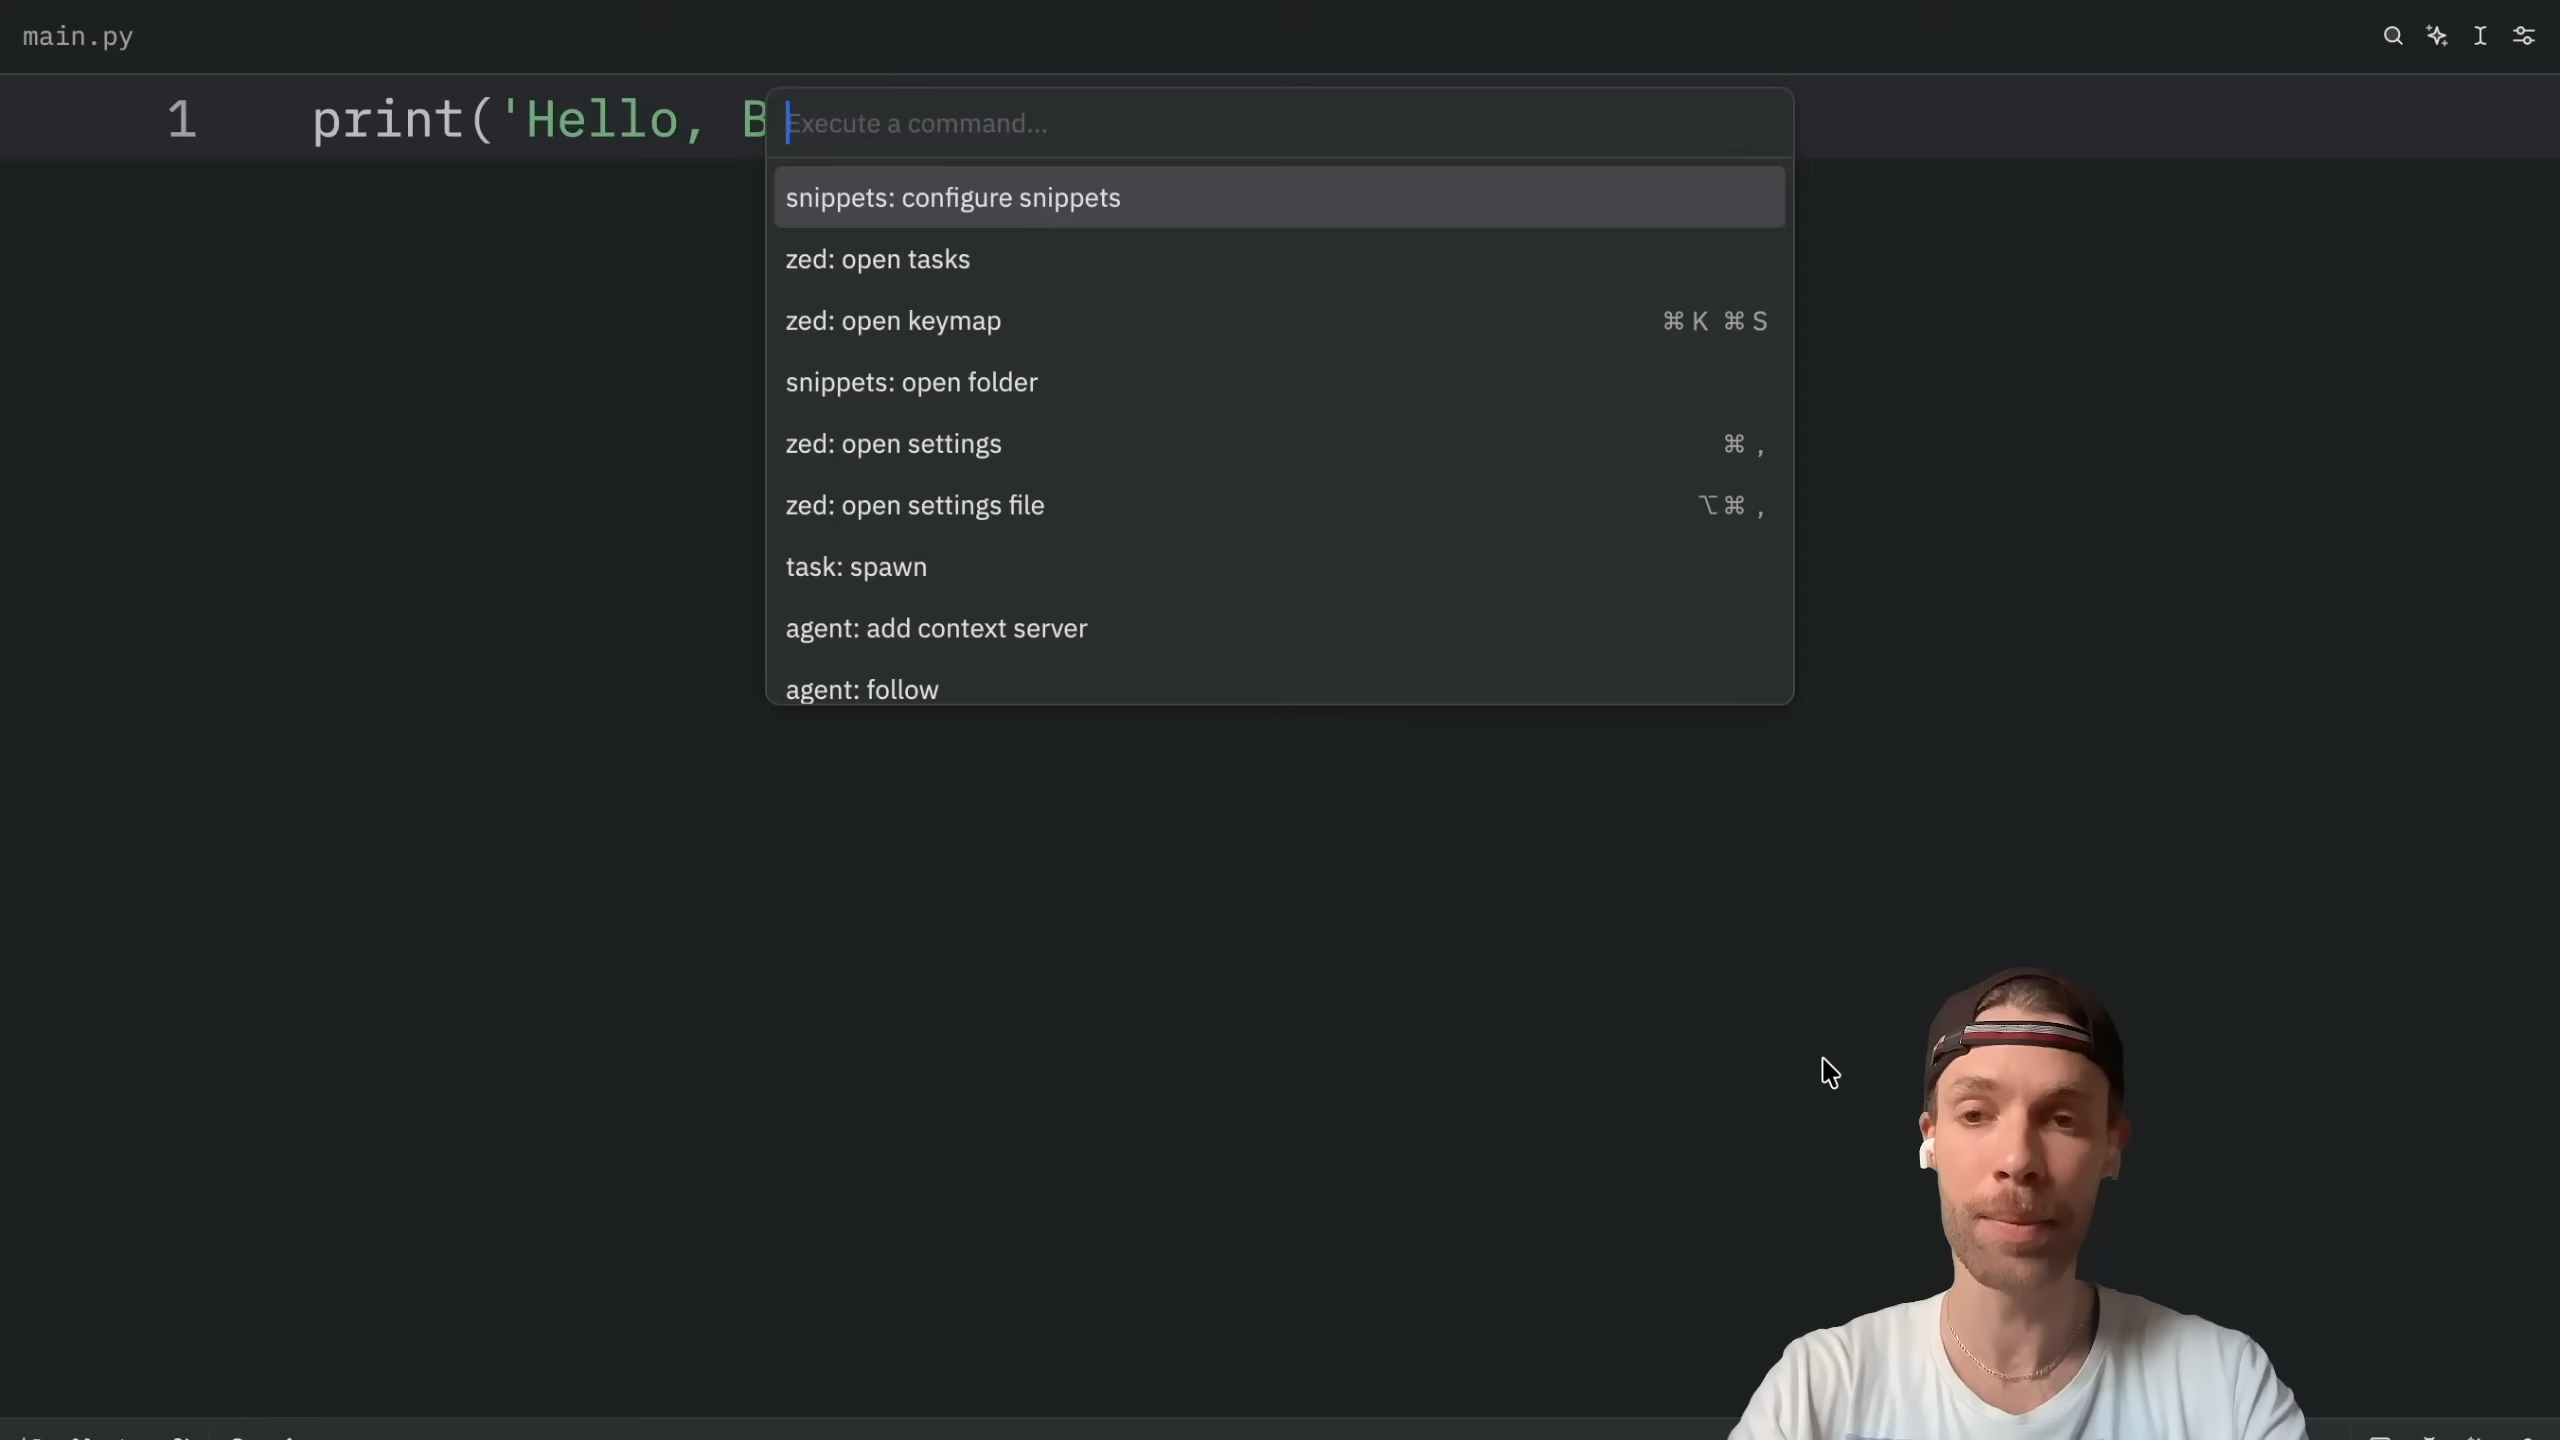 main.py
1 print('Hello, B
Execute a command...
snippets: configure snippets
zed: open tasks
zed: open keymap ⌘K ⌘S
snippets: open folder
zed: open settings ⌘ ,
zed: open settings file ⌥⌘ ,
task: spawn
agent: add context server
agent: follow